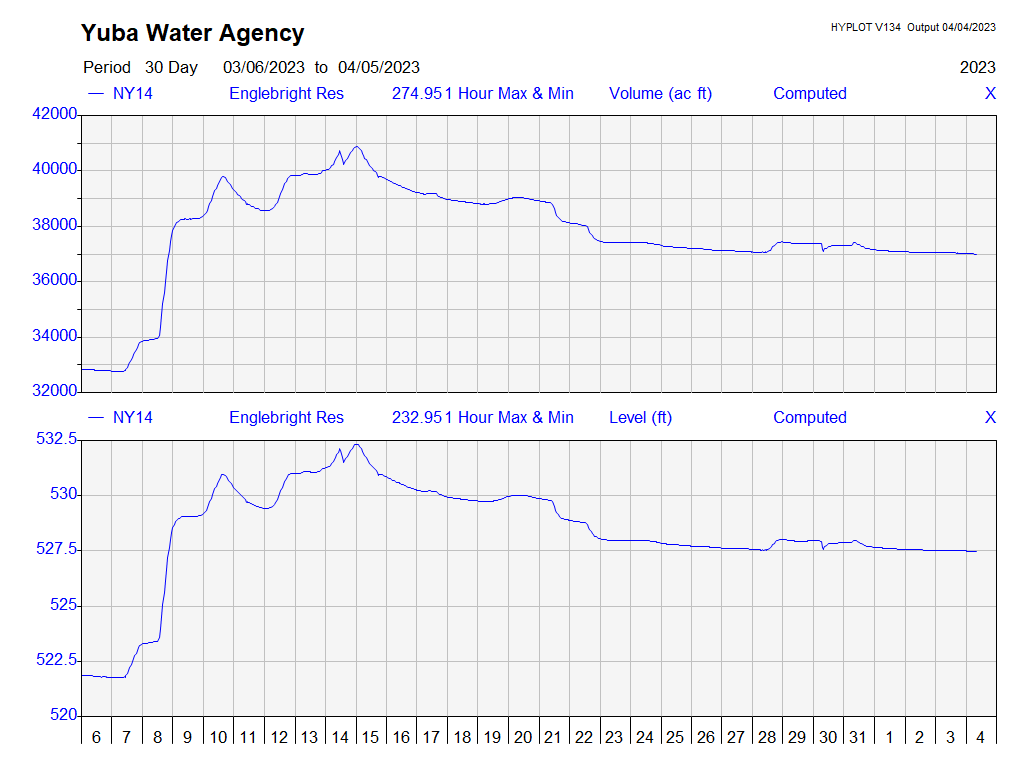 Yuba Water Agency
HYPLOT V134 Output 04/04/2023
Period 30 Day 03/06/2023 to 04/05/2023 2023
NY14 Englebright Res 274.951 Hour Max & Min Volume (ac ft) Computed X
42000
40000
38000
36000
34000
32000
NY14 Englebright Res 232.951 Hour Max & Min Level (ft) Computed X
532.5
530
527.5
525
522.5
520
6 7 8 9 10 11 12 13 14 15 16 17 18 19 20 21 22 23 24 25 26 27 28 29 30 31 1 2 3 4